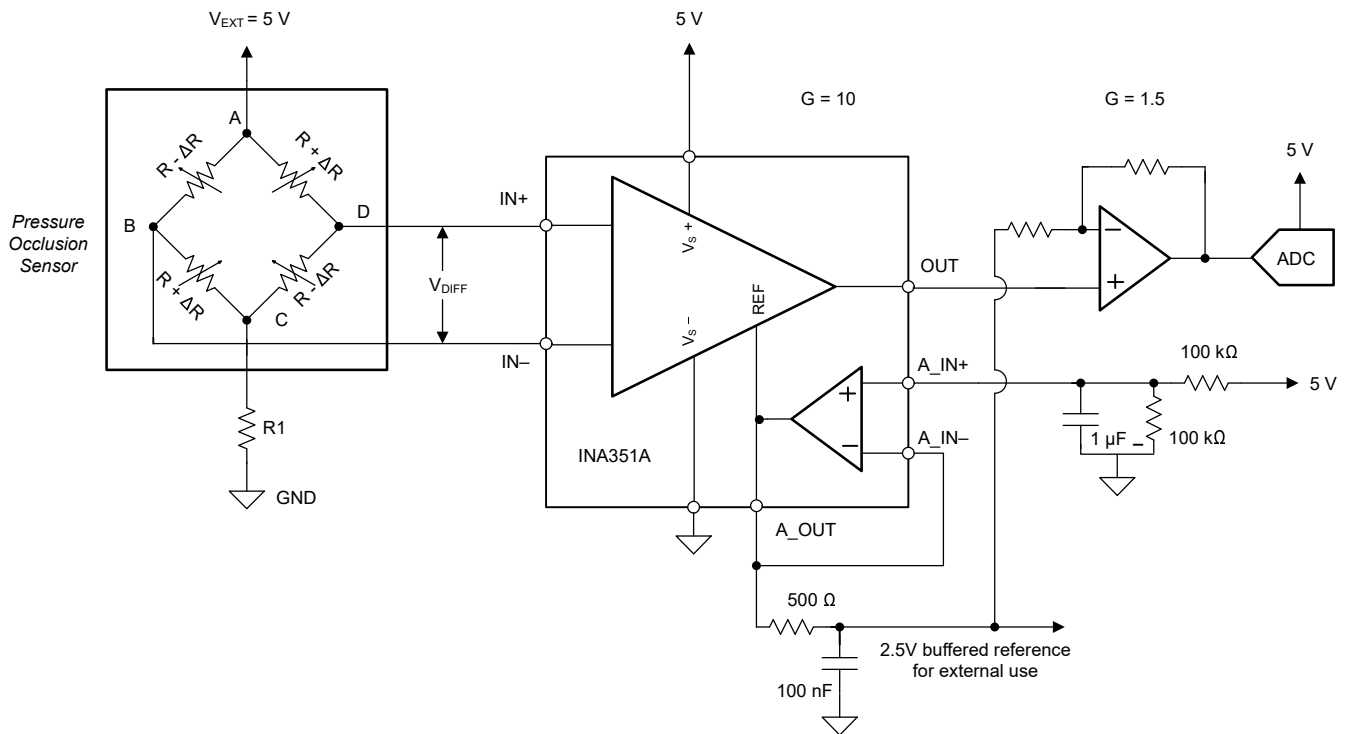 V_EXT = 5 V
5 V
G = 10
G = 1.5
A
R - ΔR
R + ΔR
5 V
Pressure
Occlusion
Sensor
B
D
IN+
V_S +
V_DIFF
OUT
ADC
REF
R + ΔR
R - ΔR
C
V_S –
IN–
A_IN+
100 kΩ
5 V
R1
1 µF
100 kΩ
A_IN–
INA351A
GND
A_OUT
500 Ω
2.5V buffered reference
for external use
100 nF